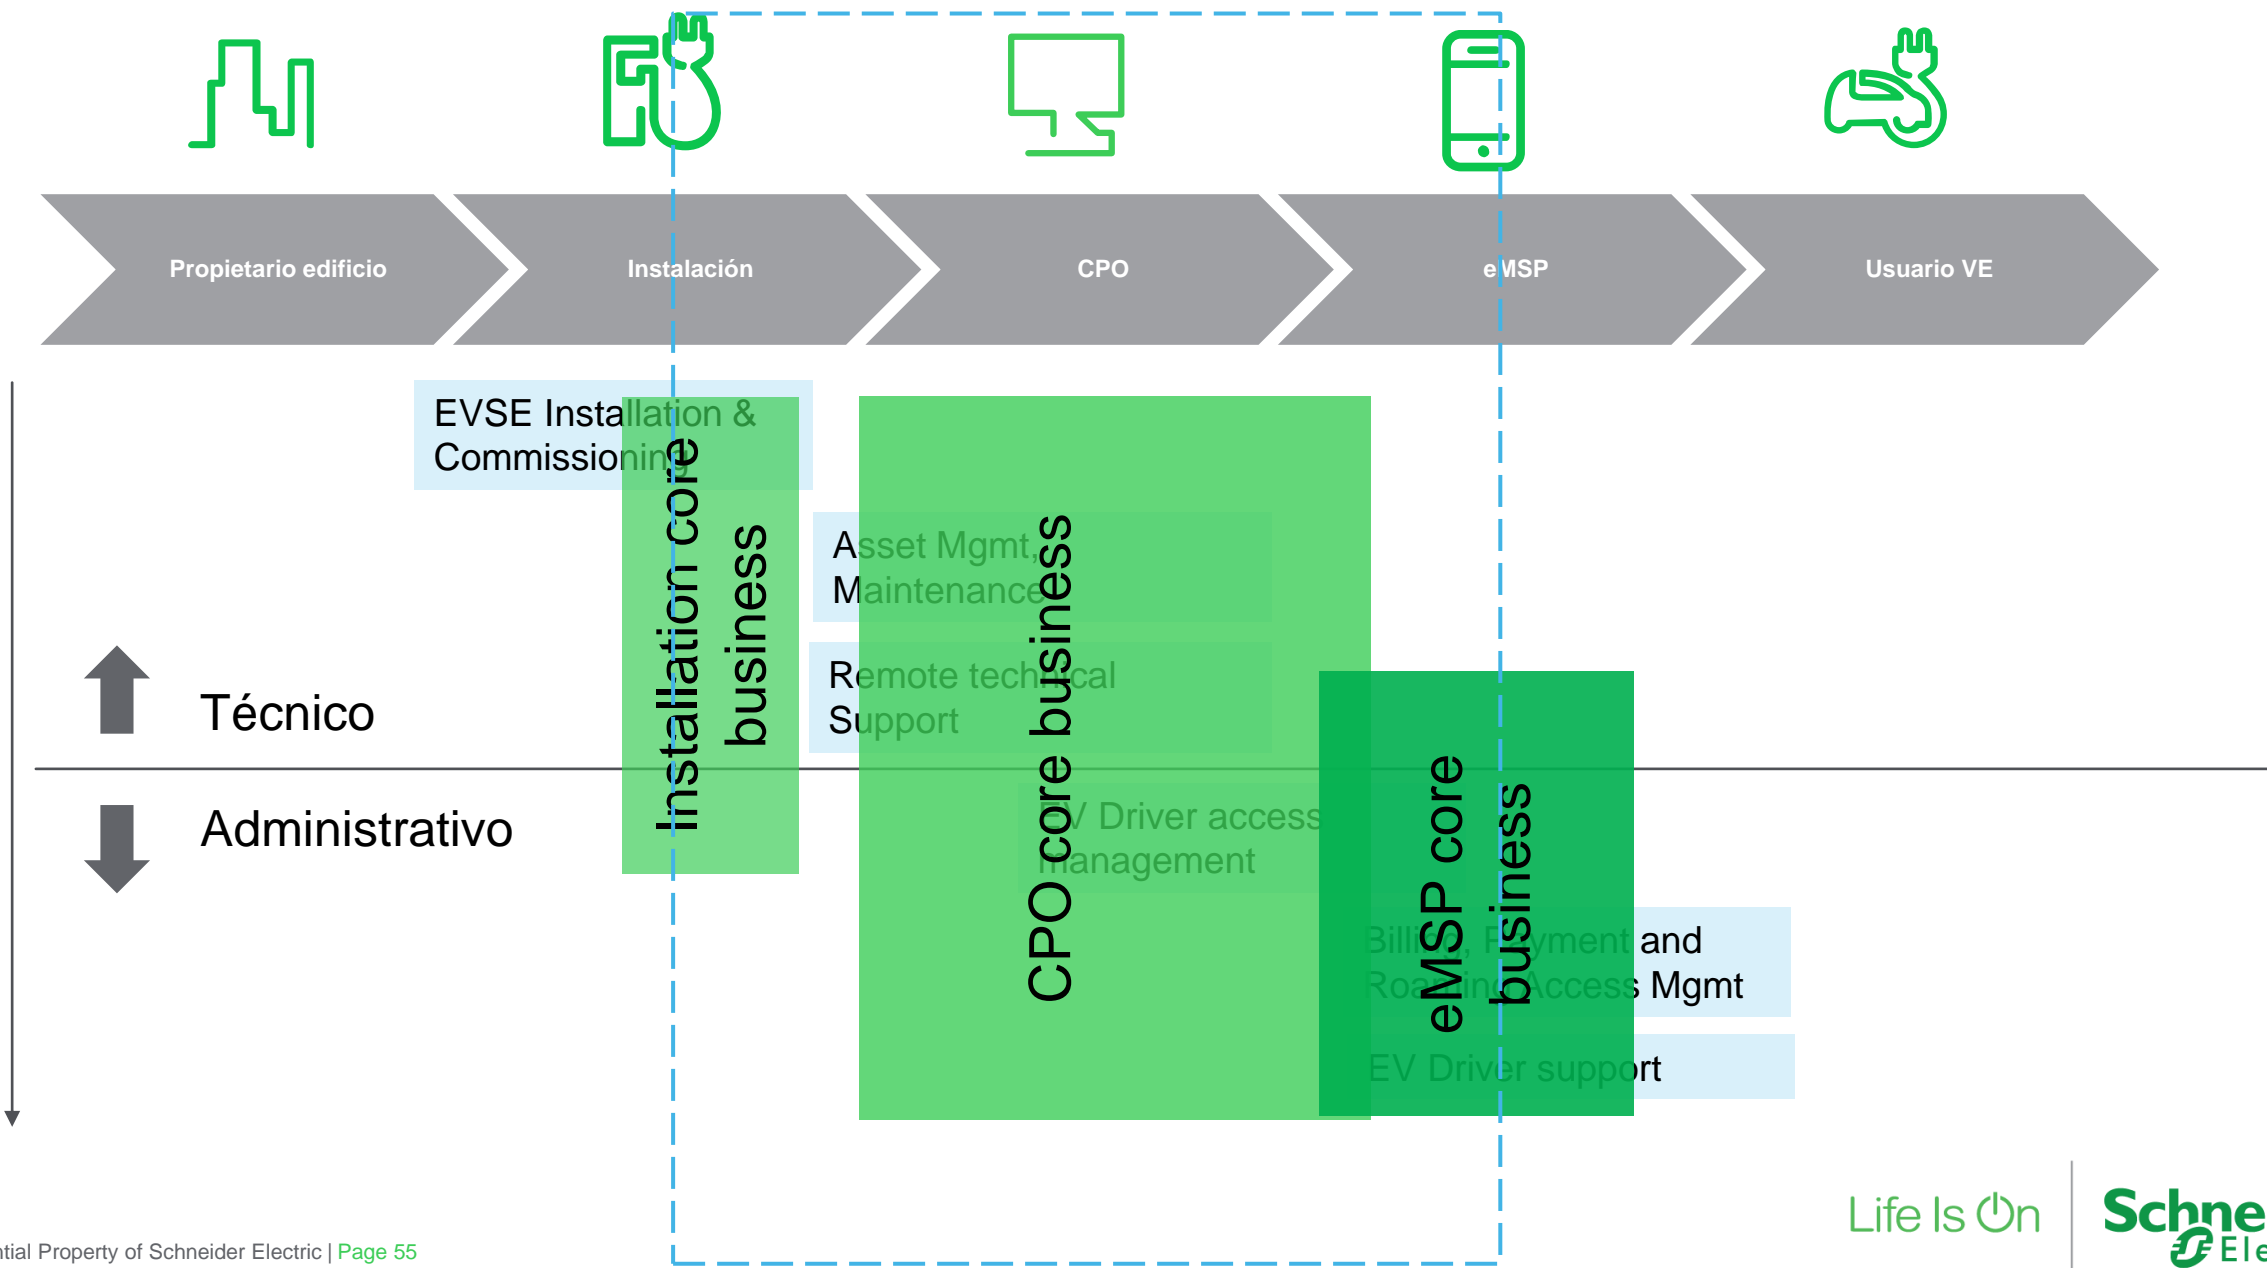 Propietario edificio
Instalación
CPO
eMSP
Usuario VE
EVSE Installation &
Commissioning
Installation core
business
Asset Mgmt,
Maintenance
Remote technical
Support
CPO core business
Técnico
Administrativo
EV Driver access
management
eMSP core
business
Billing, Payment and
Roaming Access Mgmt
EV Driver support
Life Is On
Schne
Ele
ntial Property of Schneider Electric | Page 55